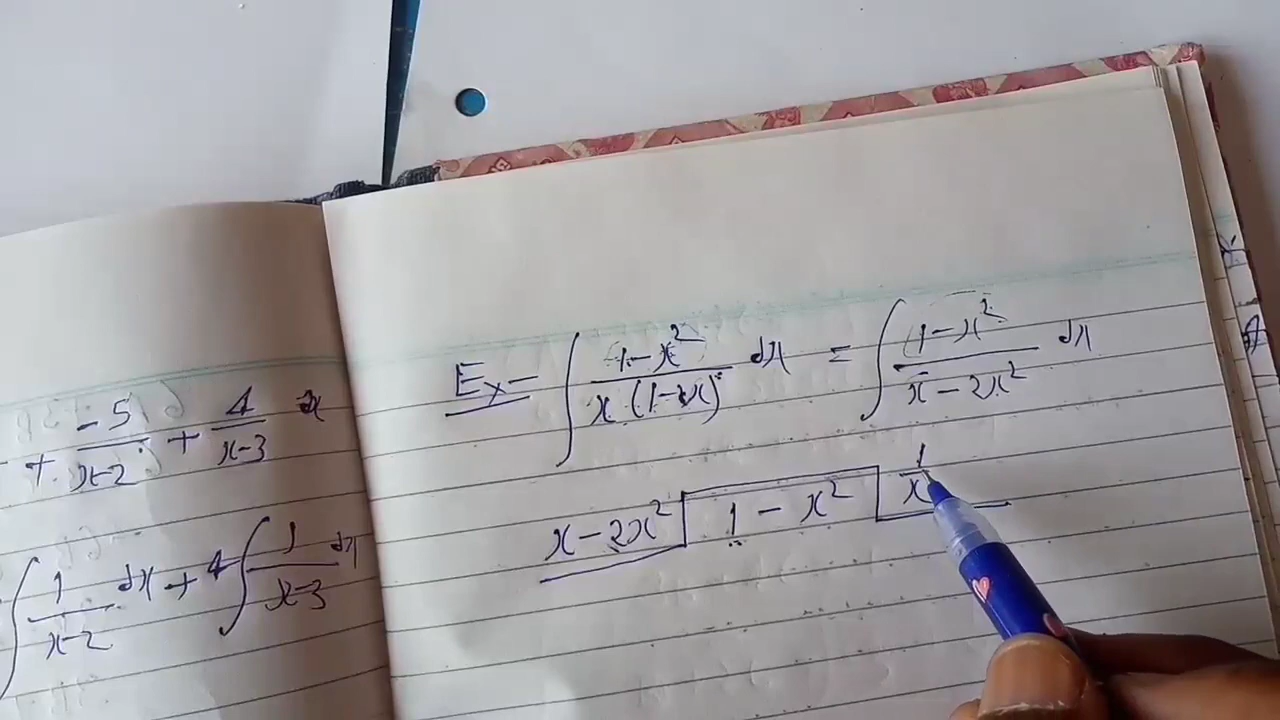 + -5/x-2 + 4/x-3 dx
∫ 1/x-2 dx + 4 ∫ 1/x-3 dx
Ex- ∫ 1-x²/x(1-2x) dx = ∫ 1-x²/x-2x² dx
x-2x² 1-x² 1/x